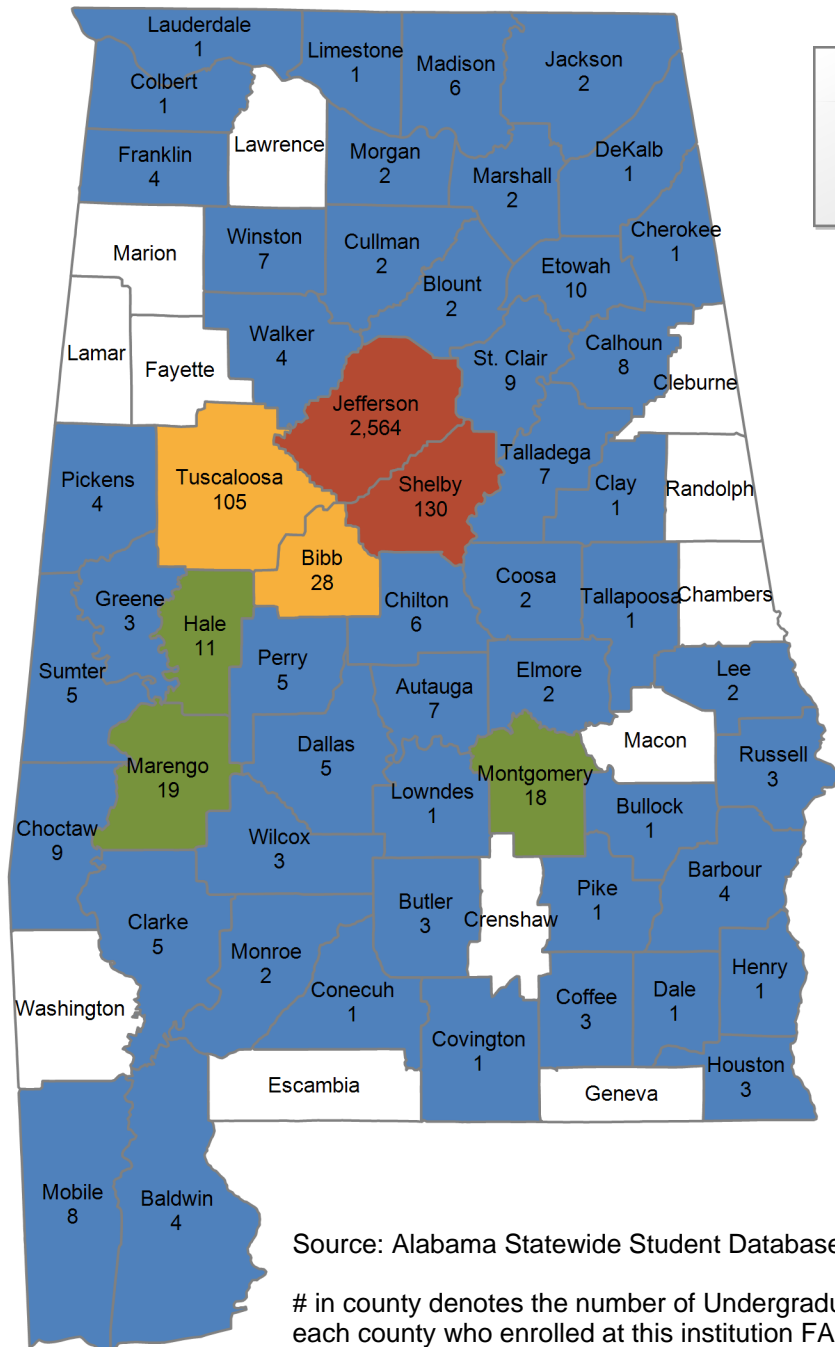 Lauderdale
1
Limestone
1
Madison
6
Jackson
2
Colbert
1
Lawrence
Franklin
4
Morgan
2
Marshall
2
DeKalb
1
Marion
Winston
7
Cullman
2
Blount
2
Etowah
10
Cherokee
1
Lamar
Fayette
Walker
4
Jefferson
2,564
St. Clair
9
Calhoun
8
Cleburne
Pickens
4
Tuscaloosa
105
Shelby
130
Talladega
7
Clay
1
Randolph
Bibb
28
Greene
3
Hale
11
Chilton
6
Coosa
2
Tallapoosa
1
Chambers
Sumter
5
Perry
5
Autauga
7
Elmore
2
Lee
2
Marengo
19
Dallas
5
Lowndes
1
Montgomery
18
Macon
Russell
3
Bullock
1
Choctaw
9
Wilcox
3
Butler
3
Crenshaw
Pike
1
Barbour
4
Clarke
5
Monroe
2
Conecuh
1
Covington
1
Coffee
3
Dale
1
Henry
1
Washington
Escambia
Geneva
Houston
3
Mobile
8
Baldwin
4
Source: Alabama Statewide Student Database
# in county denotes the number of Undergradu
each county who enrolled at this institution FA